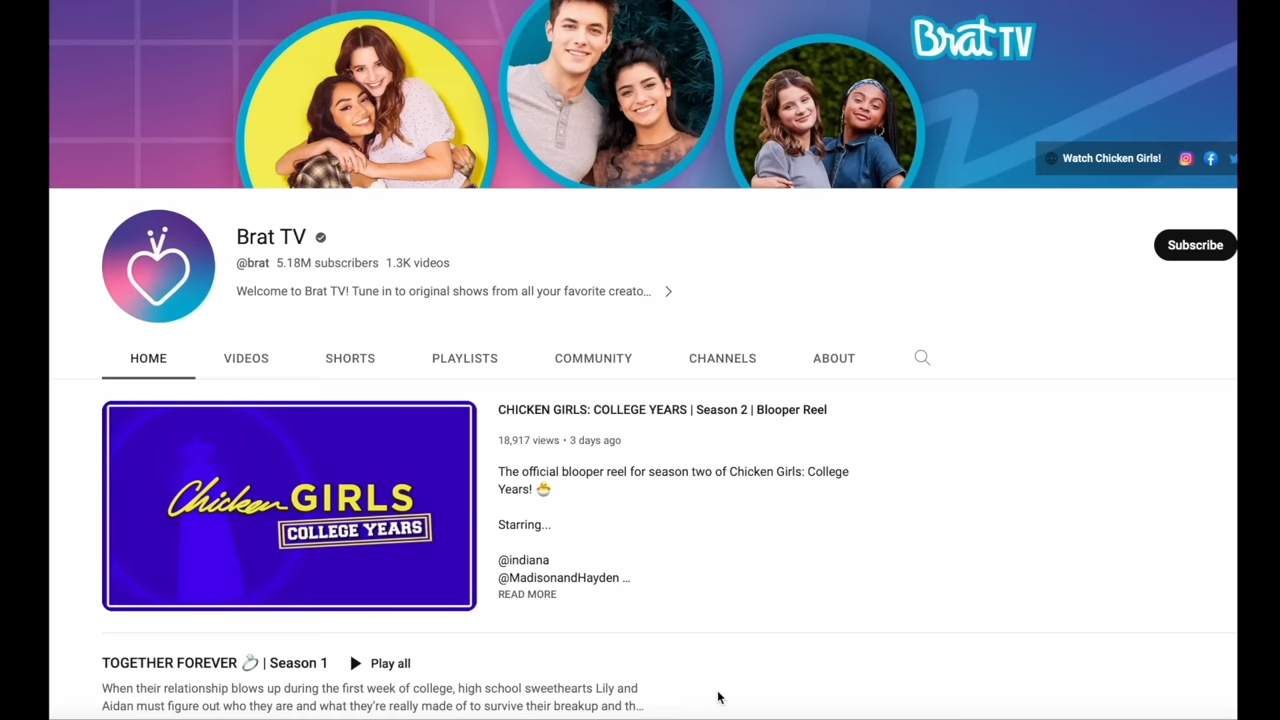 Brat TV
Watch Chicken Girls!
Brat TV
Subscribe
@brat 5.18M subscribers 1.3K videos
Welcome to Brat TV! Tune in to original shows from all your favorite creato...
HOME VIDEOS SHORTS PLAYLISTS COMMUNITY CHANNELS ABOUT
Chicken GIRLS
COLLEGE YEARS
CHICKEN GIRLS: COLLEGE YEARS | Season 2 | Blooper Reel
18,917 views • 3 days ago
The official blooper reel for season two of Chicken Girls: College
Years! 🐣
Starring...
@indiana
@MadisonandHayden ...
READ MORE
TOGETHER FOREVER 💍 | Season 1 Play all
When their relationship blows up during the first week of college, high school sweethearts Lily and
Aidan must figure out who they are and what they're really made of to survive their breakup and th...